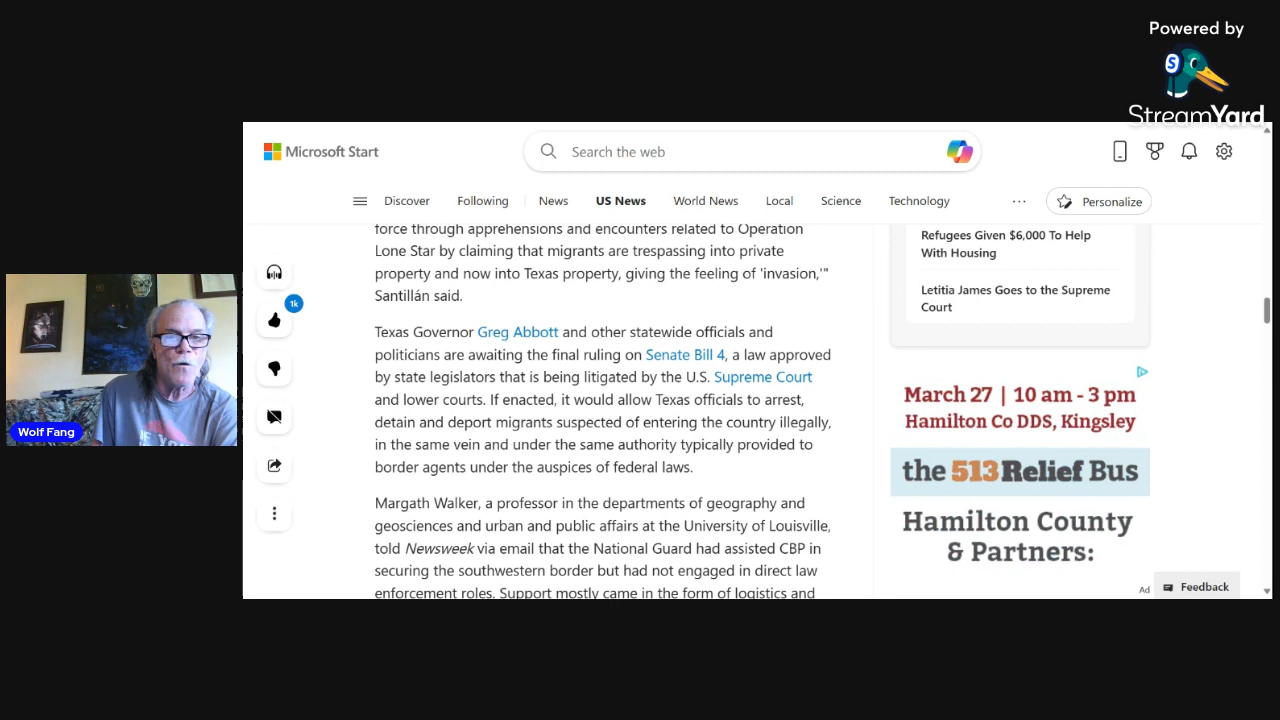 Powered by
StreamYard
Microsoft Start
Search the web
Discover
Following
News
US News
World News
Local
Science
Technology
Personalize
force through apprehensions and encounters related to Operation
Lone Star by claiming that migrants are trespassing into private
property and now into Texas property, giving the feeling of 'invasion,'"
Santillán said.
1k
Texas Governor Greg Abbott and other statewide officials and
politicians are awaiting the final ruling on Senate Bill 4, a law approved
by state legislators that is being litigated by the U.S. Supreme Court
and lower courts. If enacted, it would allow Texas officials to arrest,
detain and deport migrants suspected of entering the country illegally,
in the same vein and under the same authority typically provided to
border agents under the auspices of federal laws.
Margath Walker, a professor in the departments of geography and
geosciences and urban and public affairs at the University of Louisville,
told Newsweek via email that the National Guard had assisted CBP in
securing the southwestern border but had not engaged in direct law
enforcement roles. Support mostly came in the form of logistics and
Refugees Given $6,000 To Help
With Housing
Letitia James Goes to the Supreme
Court
March 27 | 10 am - 3 pm
Hamilton Co DDS, Kingsley
the 513Relief Bus
Hamilton County
& Partners:
Ad
Feedback
Wolf Fang